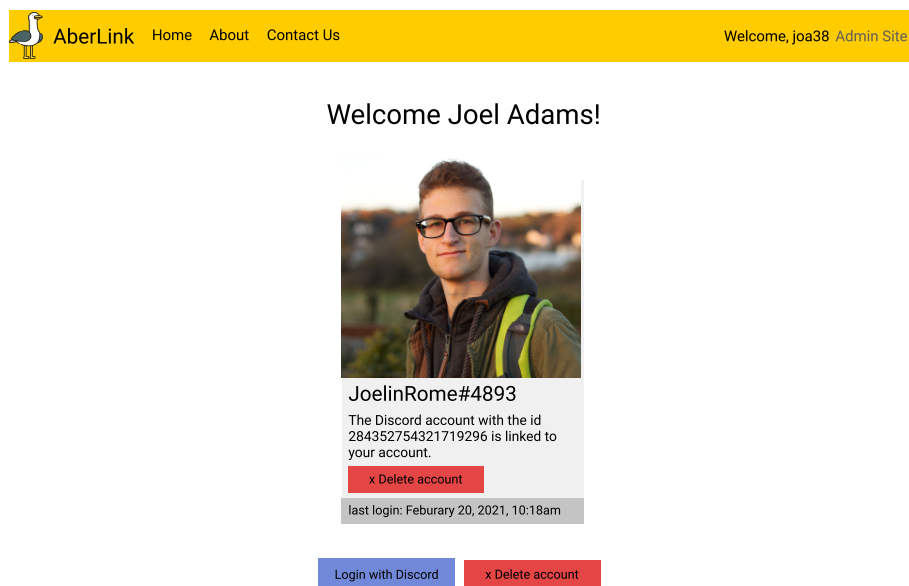 AberLink Home About Contact Us Welcome, joa38 Admin Site
Welcome Joel Adams!
JoelinRome#4893
The Discord account with the id
284352754321719296 is linked to
your account.
x Delete account
last login: Feburary 20, 2021, 10:18am
Login with Discord x Delete account